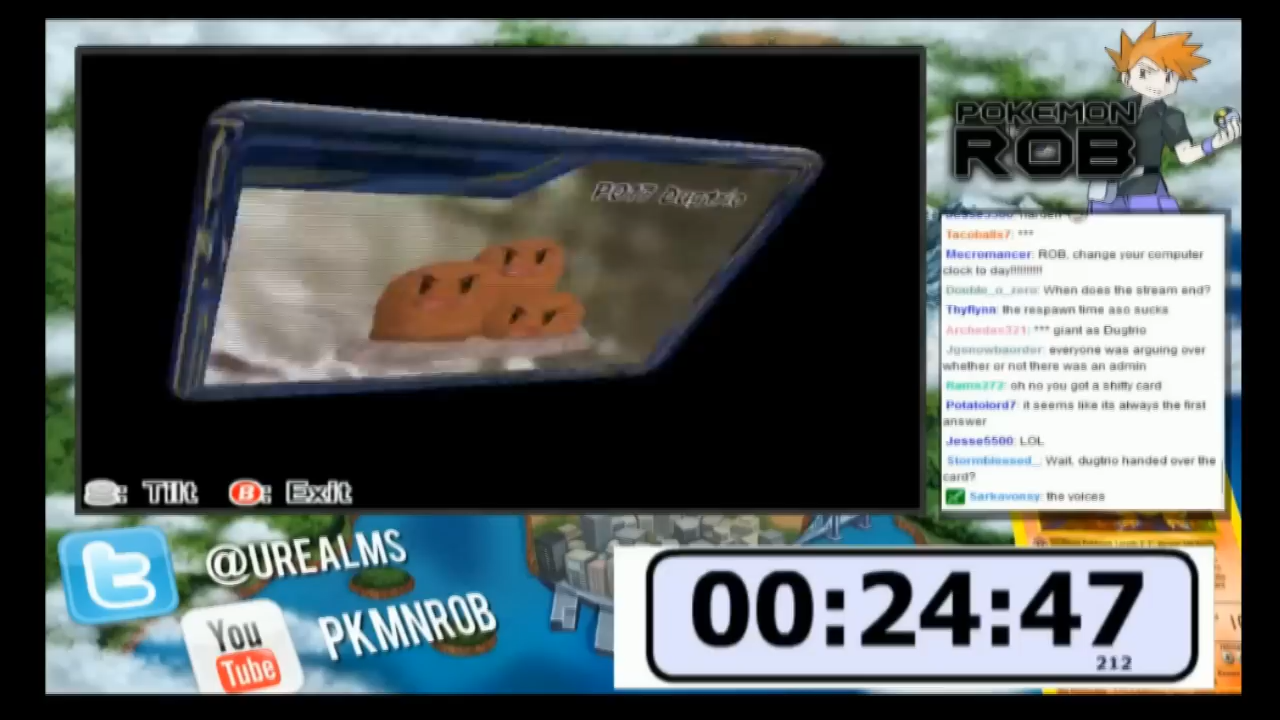 POKEMON
ROB
P017 Dugtrio
Tacoballs7: ***
Mecromancer: ROB, change your computer
clock to day!!!!!!!!!!
Double_o_zero: When does the stream end?
Thyflynn: the respawn time aso sucks
Archedas321: *** giant as Dugtrio
Jgsnowbaorder: everyone was arguing over
whether or not there was an admin
oh no you got a shitty card
Potatolord7: it seems like its always the first
answer
Jesse5500: LOL
Stormblessed_: Wait, dugtrio handed over the
card?
Sarkavonsy: the voices
: Tilt B: Exit
@UREALMS
You
Tube
PKMNROB
00:24:47
212